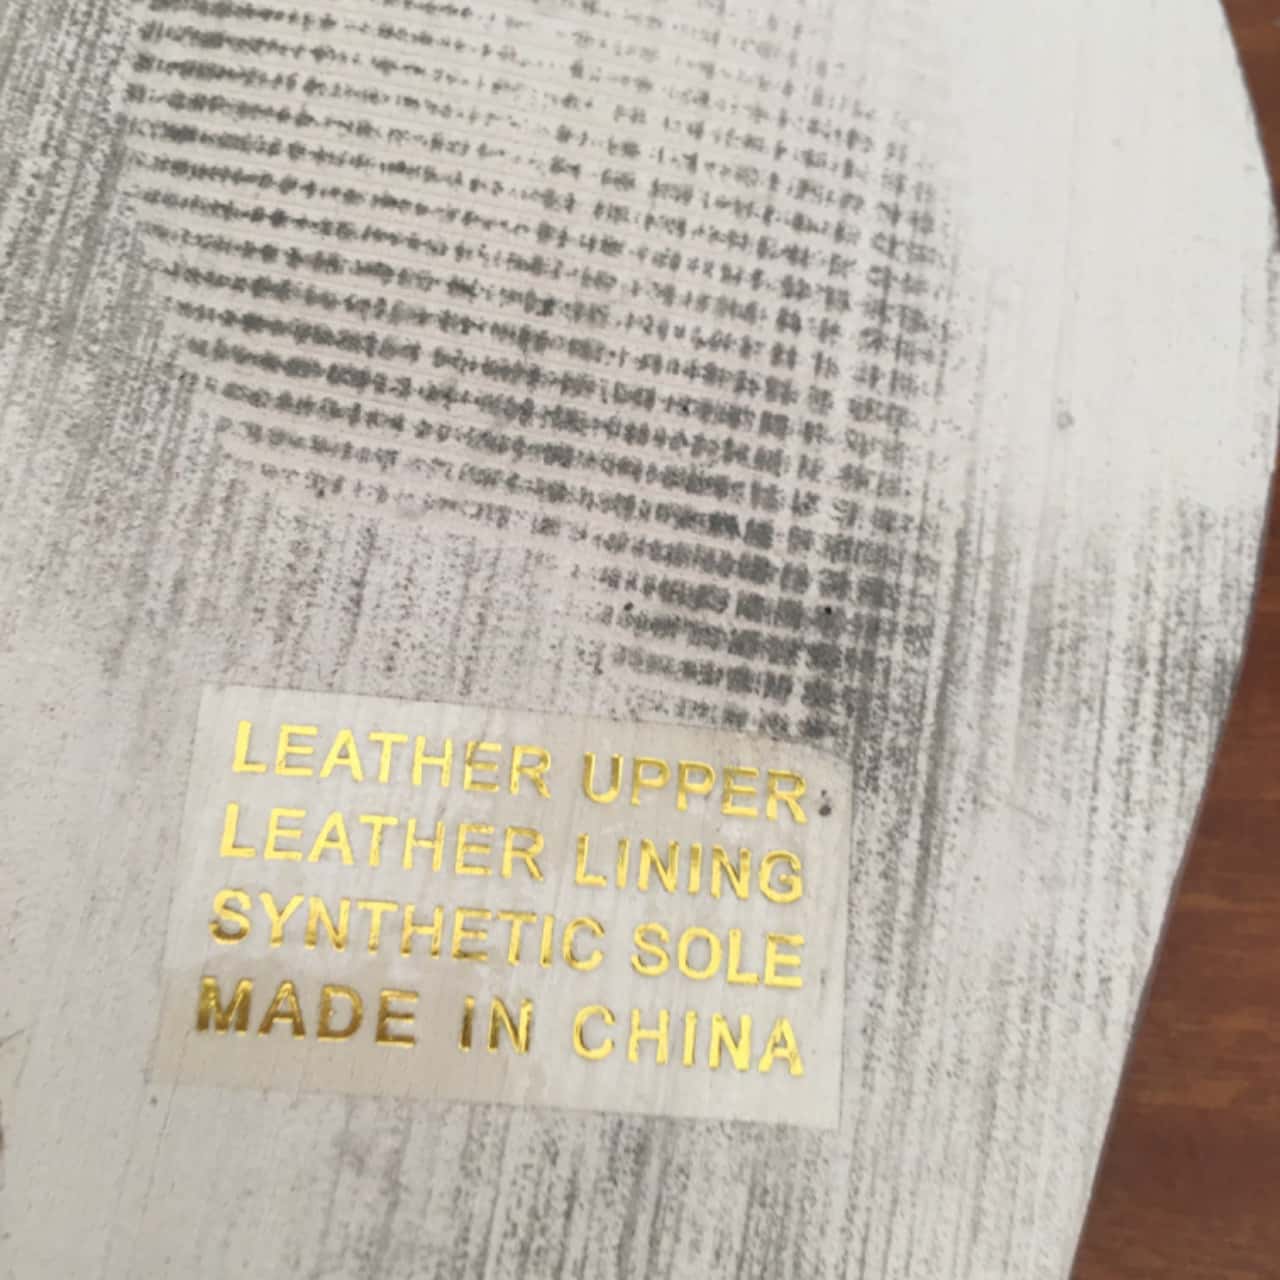 LEATHER UPPER
LEATHER LINING
SYNTHETIC SOLE
MADE IN CHINA